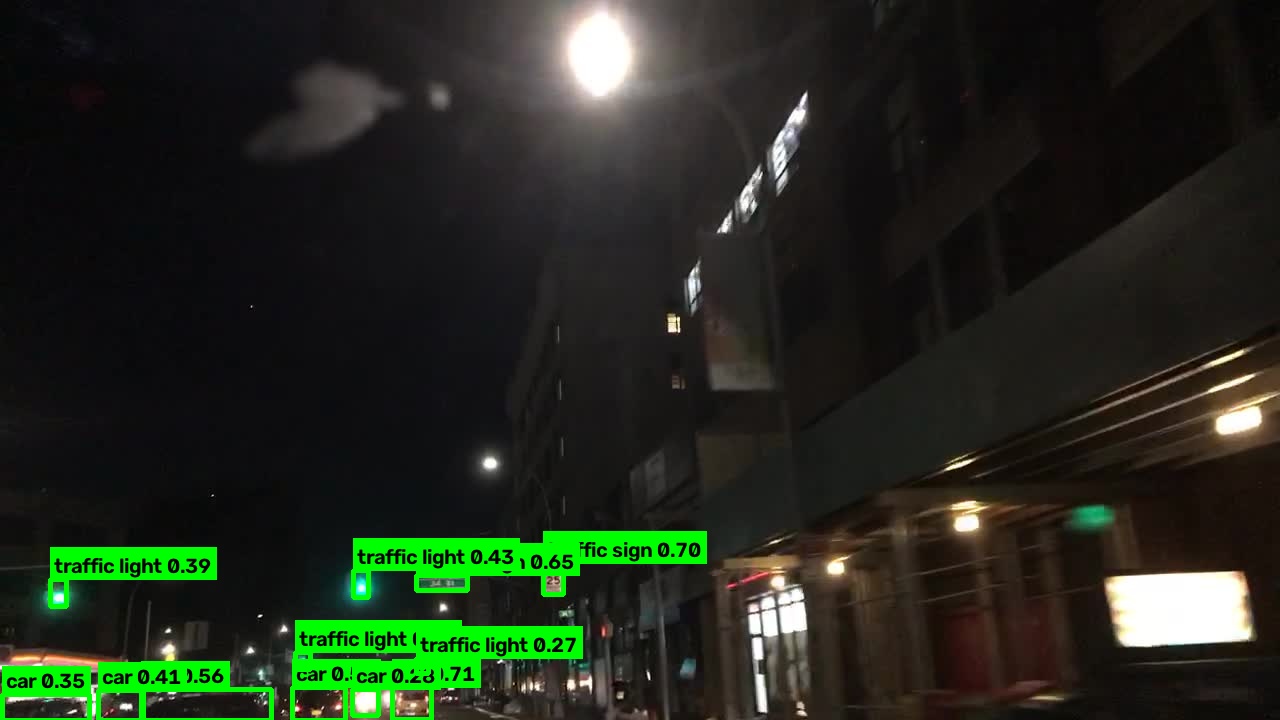 traffic sign 0.70
traffic light 0.43
n 0.65
traffic light 0.39
25
traffic light
traffic light 0.27
car 0.35
car 0.41
0.56
car 0.28
0.71